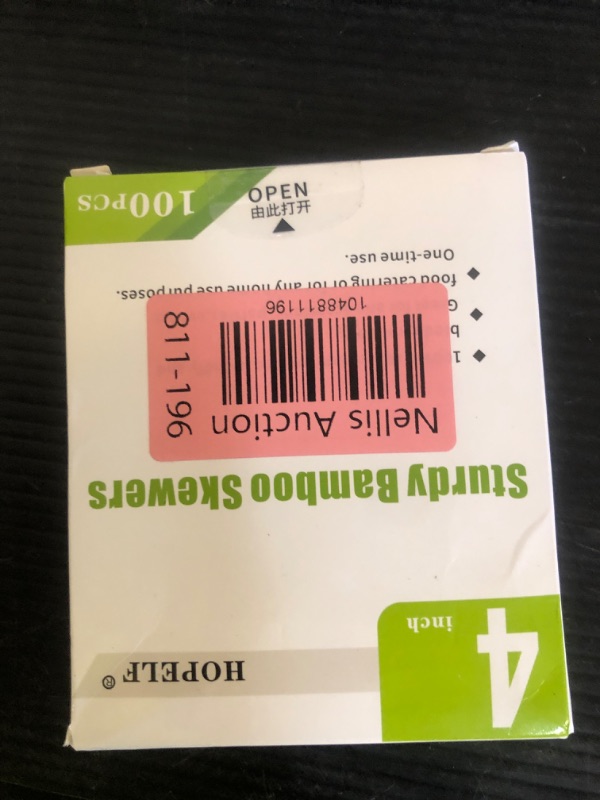 HOPELF®
4
inch
Sturdy Bamboo Skewers
Nellis Auction
1048811196
811-196
food catering or for any home use purposes.
One-time use.
100PCS
OPEN
由此打开